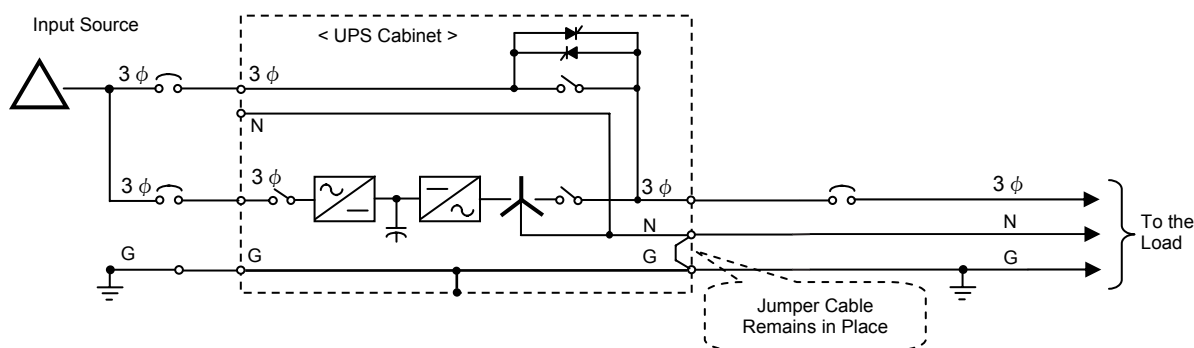 Input Source
< UPS Cabinet >
3 ϕ
3 ϕ
N
3 ϕ
3 ϕ
3 ϕ
3 ϕ
N
N
G
G
G
G
To the
Load
Jumper Cable
Remains in Place